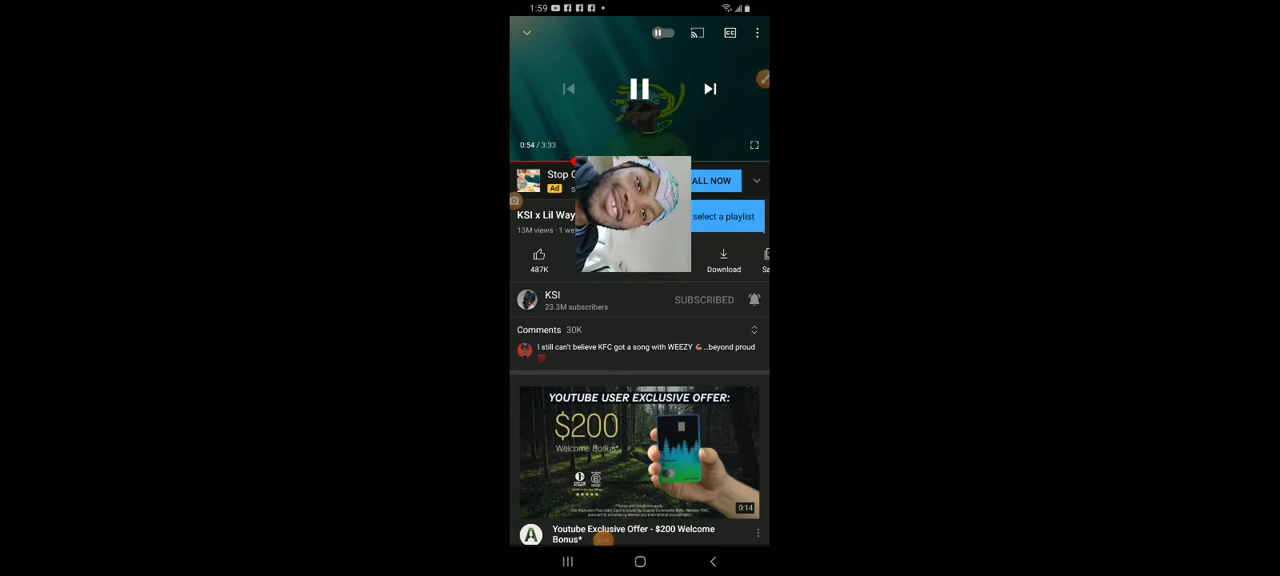 1:59
0:54 / 3:33
Stop
Ad
ALL NOW
KSI x Lil Way
select a playlist
13M views · 1 we
487K
Download
Sa
KSI
23.3M subscribers
SUBSCRIBED
Comments 30K
I still can't believe KFC got a song with WEEZY 💪🏾 ...beyond proud
💯
YOUTUBE USER EXCLUSIVE OFFER:
$200
Welcome Bonus*
0:14
Youtube Exclusive Offer - $200 Welcome
Bonus*